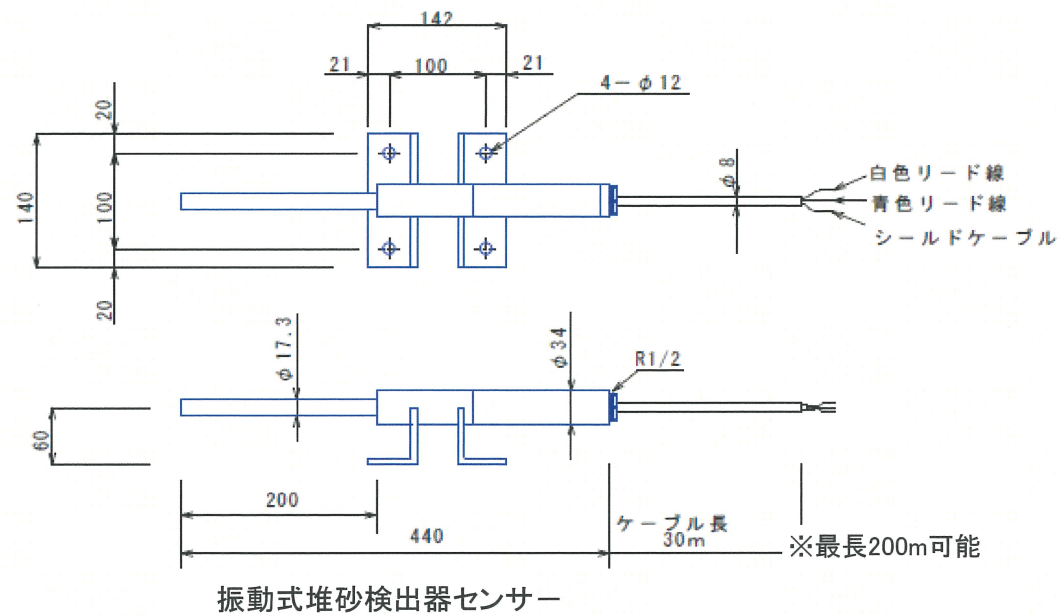 142
21
100
21
4－φ12
20
140
100
20
φ8
白色リード線
青色リード線
シールドケーブル
φ17.3
φ34
R1/2
60
200
440
ケーブル長
30m
※最長200m可能
振動式堆砂検出器センサー